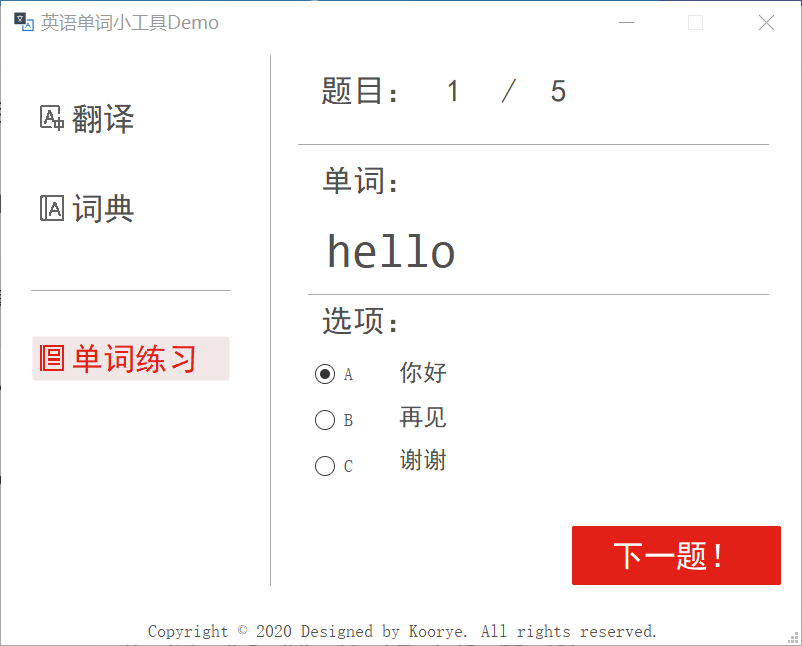 英语单词小工具Demo
翻译
词典
单词练习
题目： 1 / 5
单词：
hello
选项：
A 你好
B 再见
C 谢谢
下一题！
Copyright © 2020 Designed by Koorye. All rights reserved.